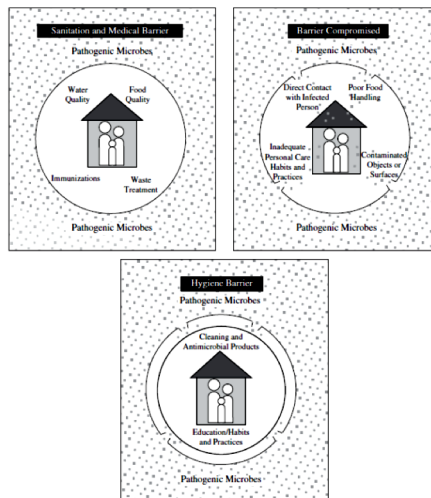 Sanitation and Medical Barrier
Pathogenic Microbes
Water
Quality
Food
Quality
Immunizations
Waste
Treatment
Pathogenic Microbes
Barrier Compromised
Pathogenic Microbes
Direct Contact
with Infected
Person
Poor Food
Handling
Inadequate
Personal Care
Habits and
Practices
Contaminated
Objects or
Surfaces
Pathogenic Microbes
Hygiene Barrier
Pathogenic Microbes
Cleaning and
Antimicrobial Products
Education/Habits
and Practices
Pathogenic Microbes